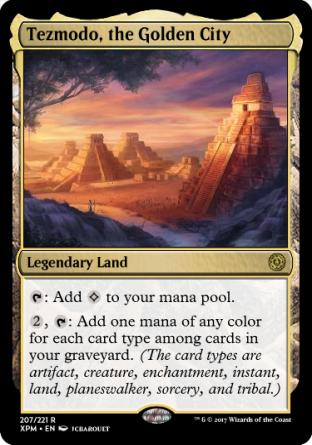 Tezmodo, the Golden City
Legendary Land
: Add to your mana pool.
2, : Add one mana of any color
for each card type among cards in
your graveyard. (The card types are
artifact, creature, enchantment, instant,
land, planeswalker, sorcery, and tribal.)
207/221 R
XPM • EN JCBAROUET
™ & © 2017 Wizards of the Coast